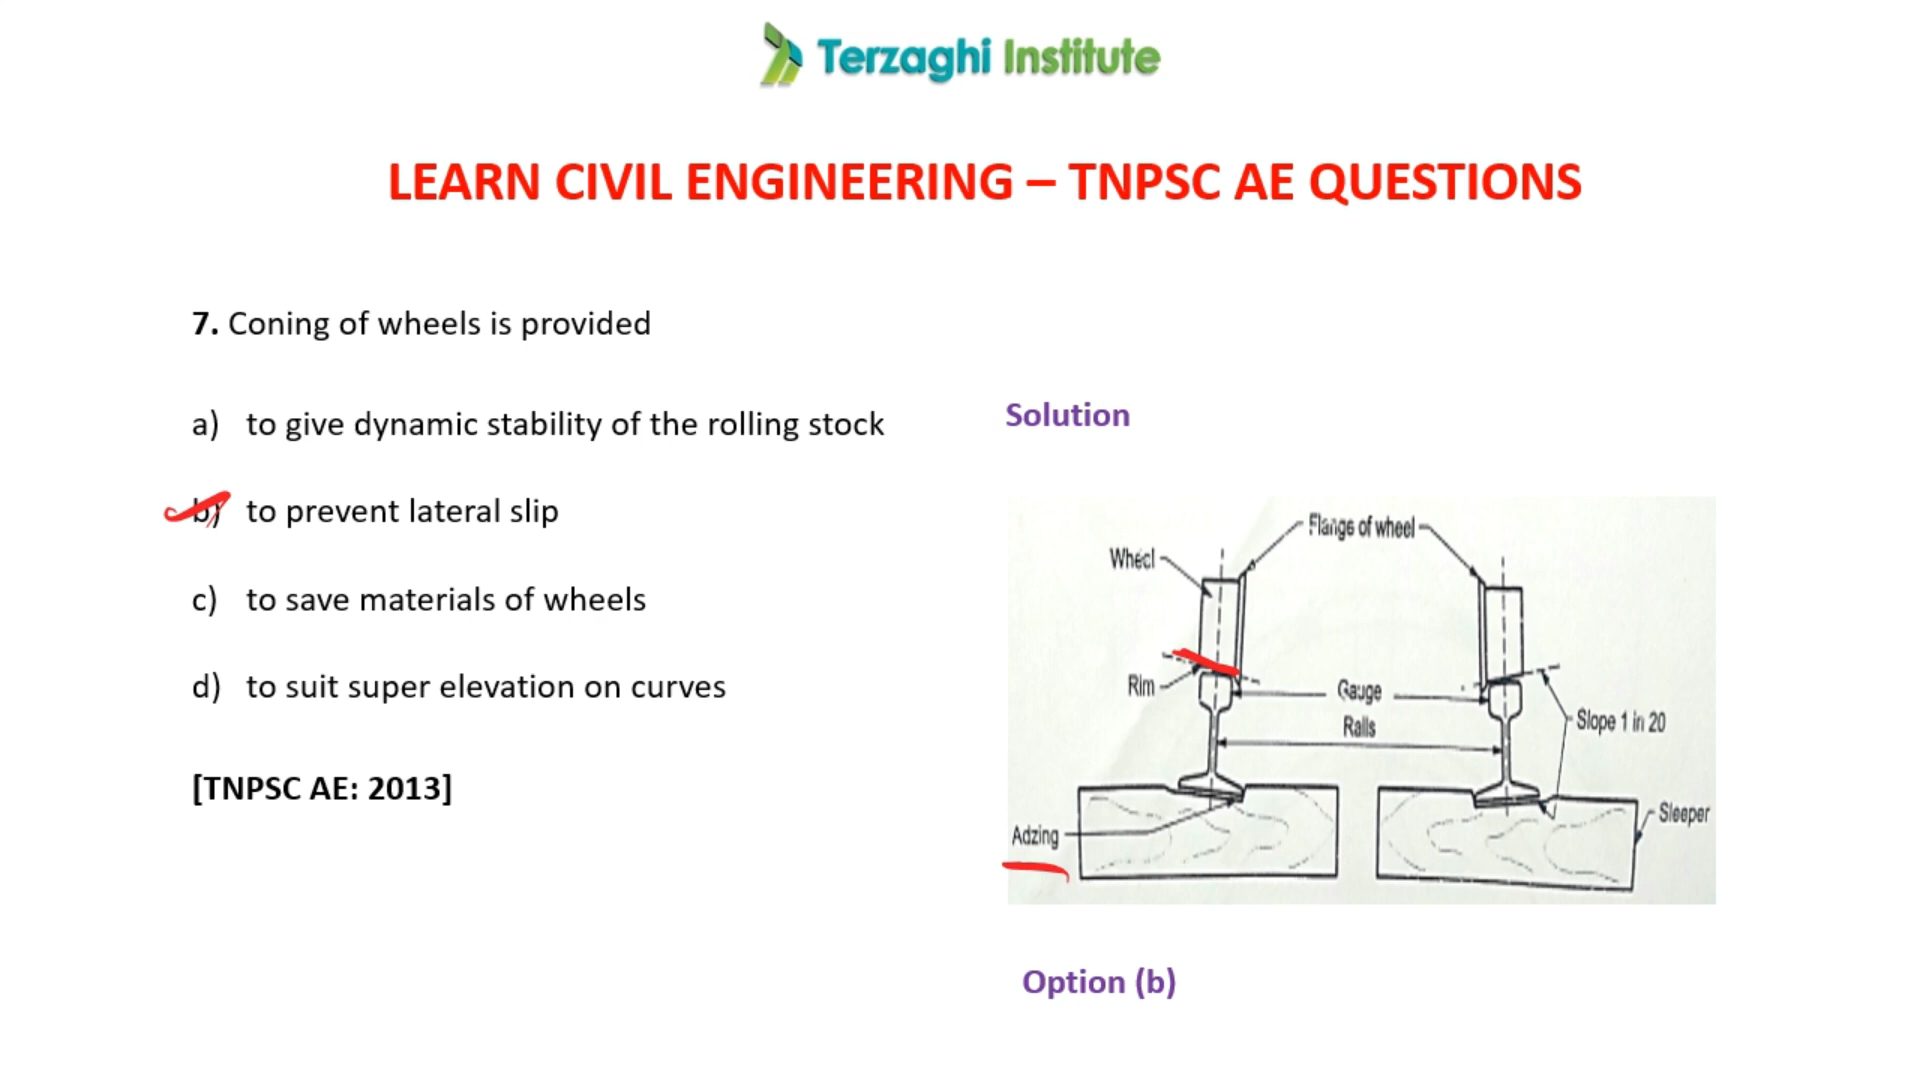 Terzaghi Institute
LEARN CIVIL ENGINEERING – TNPSC AE QUESTIONS
7. Coning of wheels is provided
a) to give dynamic stability of the rolling stock
b) to prevent lateral slip
c) to save materials of wheels
d) to suit super elevation on curves
[TNPSC AE: 2013]
Solution
Flange of wheel
Wheel
Rim
Gauge
Rails
Slope 1 in 20
Sleeper
Adzing
Option (b)